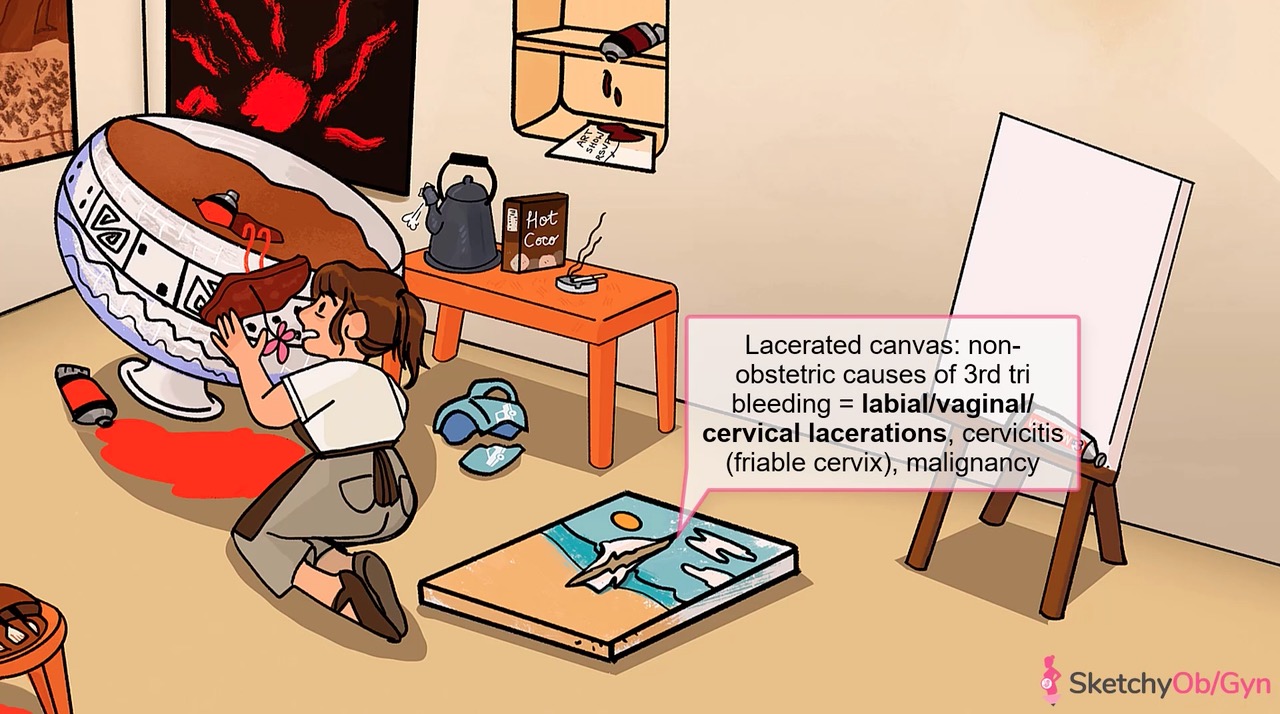 ART
SHOW
RSVP
Hot
Coco
Lacerated canvas: non-
obstetric causes of 3rd tri
bleeding = labial/vaginal/
cervical lacerations, cervicitis
(friable cervix), malignancy
SketchyOb/Gyn